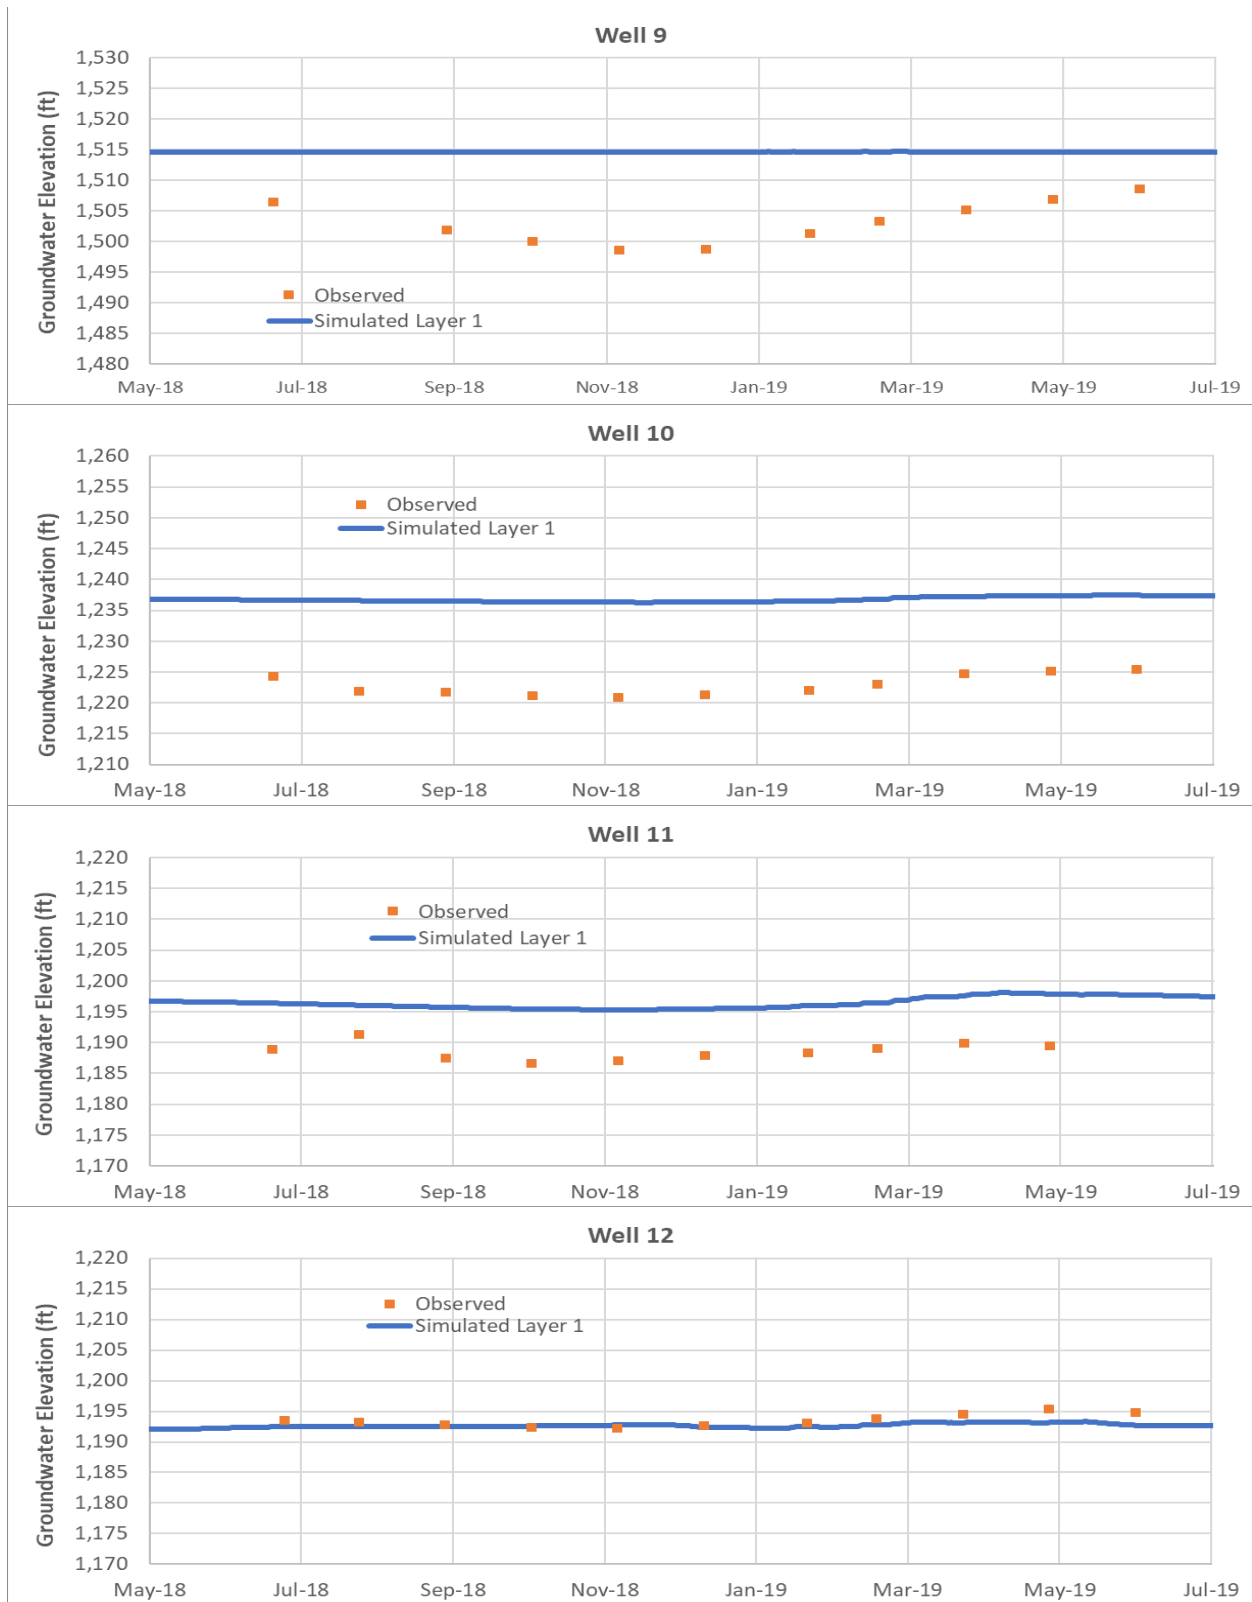 Well 9
Groundwater Elevation (ft)
1,530
1,525
1,520
1,515
1,510
1,505
1,500
1,495
1,490
1,485
1,480
Observed
Simulated Layer 1
May-18 Jul-18 Sep-18 Nov-18 Jan-19 Mar-19 May-19 Jul-19
Well 10
Groundwater Elevation (ft)
1,260
1,255
1,250
1,245
1,240
1,235
1,230
1,225
1,220
1,215
1,210
Observed
Simulated Layer 1
May-18 Jul-18 Sep-18 Nov-18 Jan-19 Mar-19 May-19 Jul-19
Well 11
Groundwater Elevation (ft)
1,220
1,215
1,210
1,205
1,200
1,195
1,190
1,185
1,180
1,175
1,170
Observed
Simulated Layer 1
May-18 Jul-18 Sep-18 Nov-18 Jan-19 Mar-19 May-19 Jul-19
Well 12
Groundwater Elevation (ft)
1,220
1,215
1,210
1,205
1,200
1,195
1,190
1,185
1,180
1,175
1,170
Observed
Simulated Layer 1
May-18 Jul-18 Sep-18 Nov-18 Jan-19 Mar-19 May-19 Jul-19